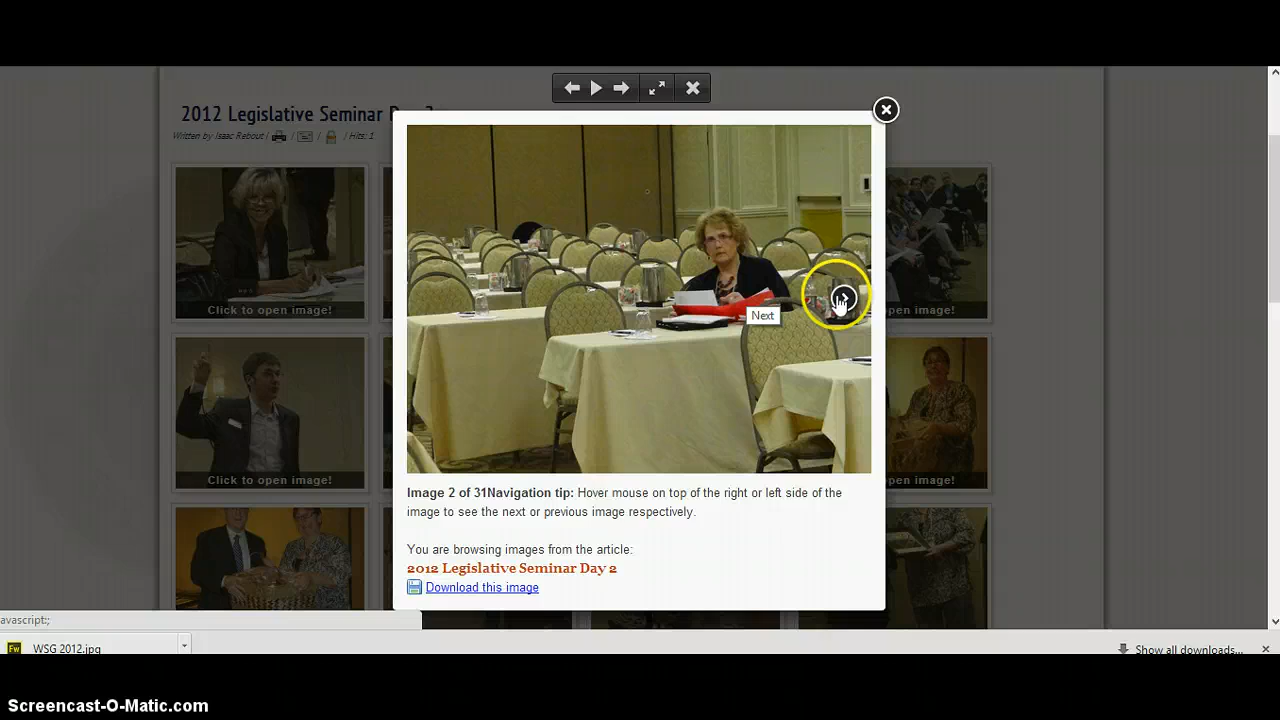 2012 Legislative Seminar
Written by Isaac Rebout / / / / Hits: 1
Click to open image!
open image!
Next
Click to open image!
open image!
Image 2 of 31Navigation tip: Hover mouse on top of the right or left side of the
image to see the next or previous image respectively.
You are browsing images from the article:
2012 Legislative Seminar Day 2
Download this image
avascript:;
Fw WSG 2012.jpg
Show all downloads...
Screencast-O-Matic.com